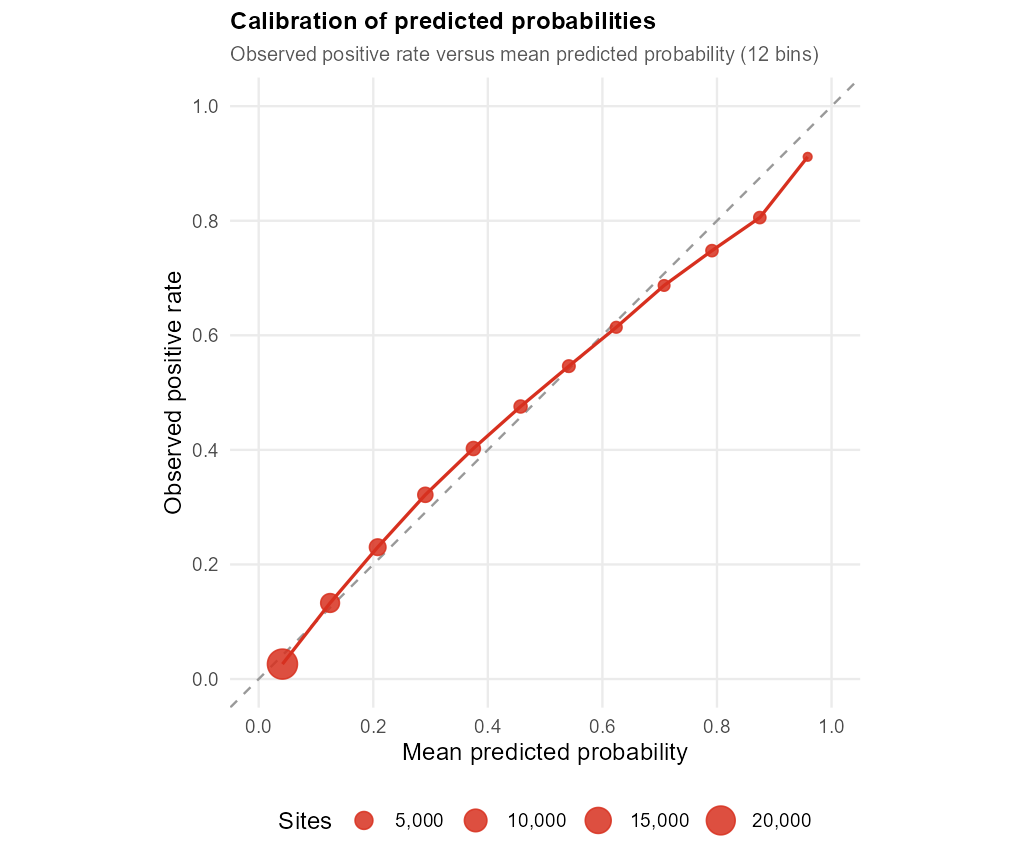 Calibration of predicted probabilities
Observed positive rate versus mean predicted probability (12 bins)
Observed positive rate
1.0
0.8
0.6
0.4
0.2
0.0
0.0 0.2 0.4 0.6 0.8 1.0
Mean predicted probability
Sites 5,000 10,000 15,000 20,000